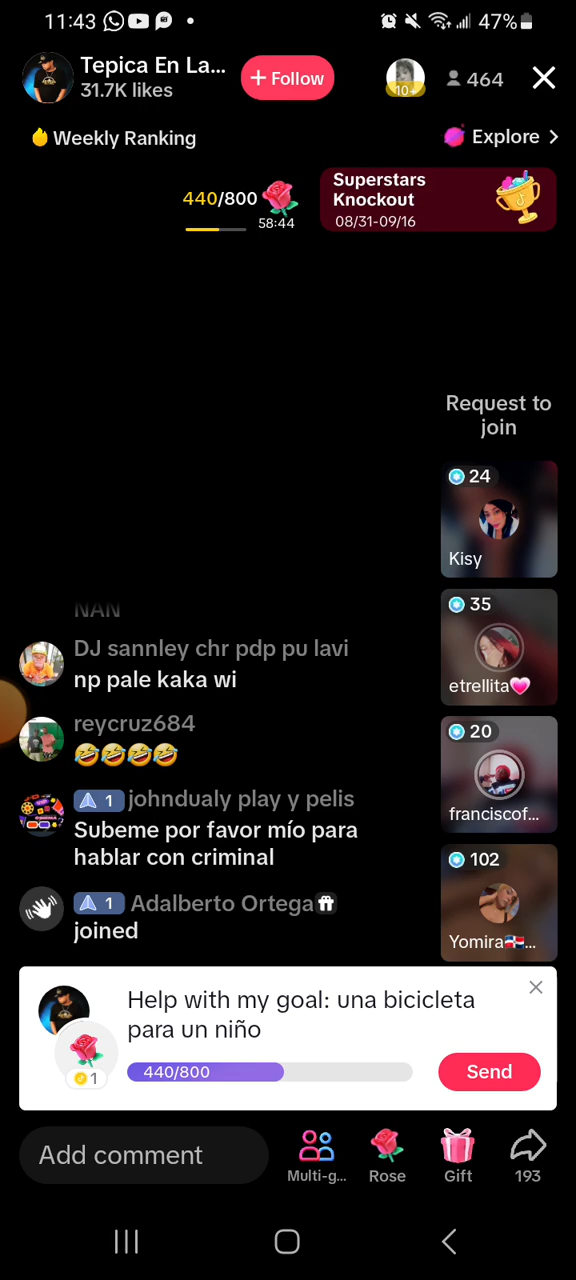 11:43
47%
Tepica En La...
31.7K likes
+ Follow
10+
464
Weekly Ranking
Explore
440/800
58:44
Superstars
Knockout
08/31-09/16
Request to
join
24
Kisy
35
etrellita💗
20
franciscof...
102
Yomira🇩🇴...
NAN
DJ sannley chr pdp pu lavi
np pale kaka wi
reycruz684
🤣🤣🤣🤣
1 johndualy play y pelis
Subeme por favor mío para
hablar con criminal
1 Adalberto Ortega
joined
Help with my goal: una bicicleta
para un niño
1
440/800
Send
Add comment
Multi-g...
Rose
Gift
193